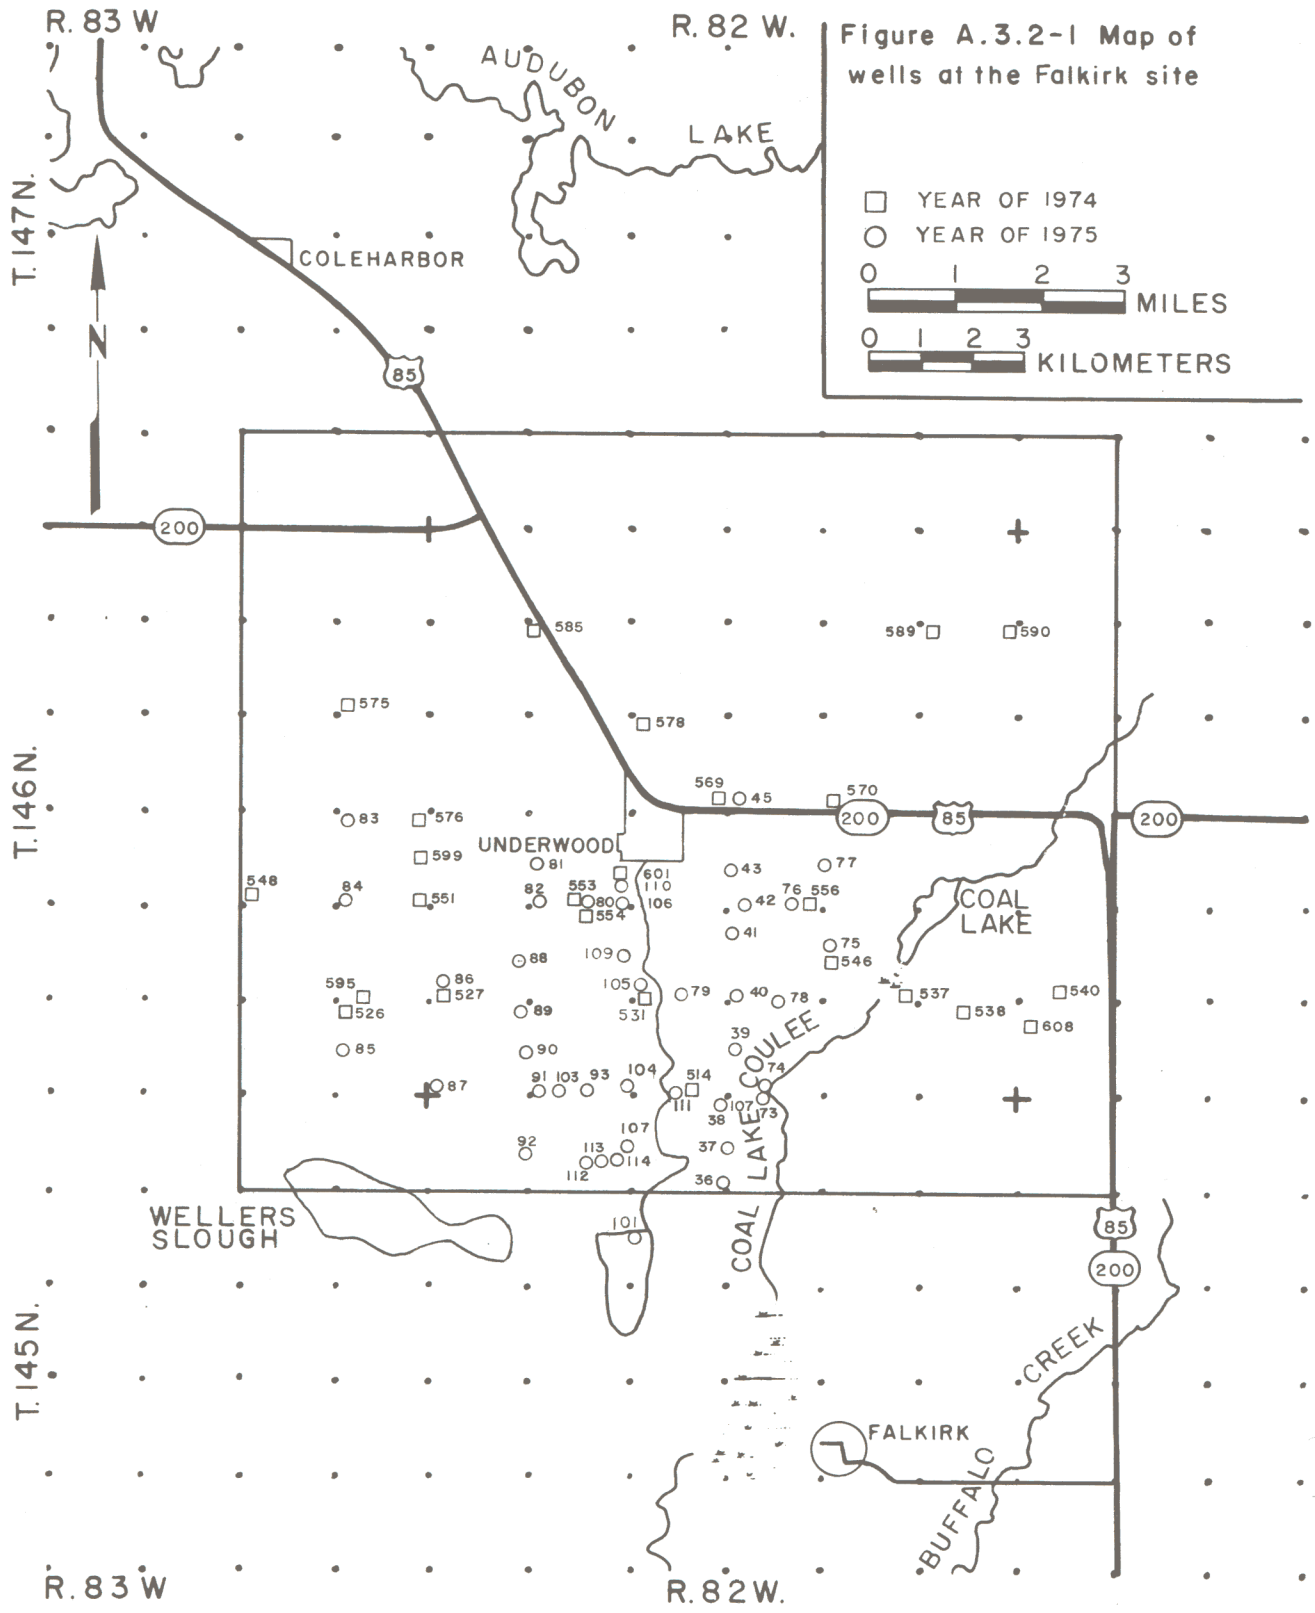 R. 83 W
R. 82 W.
Figure A.3.2-1 Map of
wells at the Falkirk site
AUDUBON
LAKE
T.147N.
YEAR OF 1974
YEAR OF 1975
COLEHARBOR
0 1 2 3
MILES
N
0 1 2 3
KILOMETERS
85
200
585
589
590
575
578
T.146N.
569
45
570
83
576
200
85
200
UNDERWOOD
599
81
601
43
77
548
84
551
82
553
80
110
106
42
76
556
COAL
LAKE
554
41
109
75
546
88
595
86
105
79
40
78
537
540
526
527
89
531
538
608
85
90
39
COAL LAKE COULEE
87
91
103
93
104
514
74
111
38
107
73
92
113
107
37
112
114
36
WELLERS
SLOUGH
101
85
200
T.145N.
BUFFALO CREEK
FALKIRK
R. 83 W
R.82W.